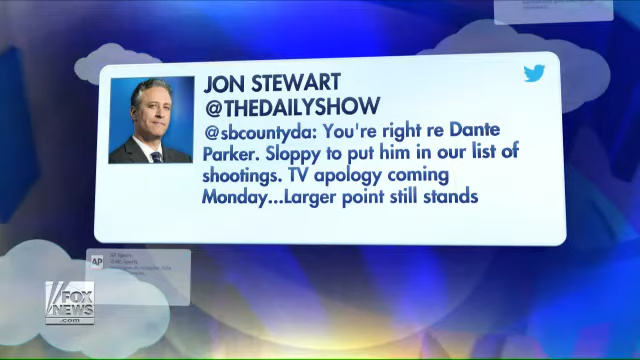 JON STEWART
@THEDAILYSHOW
@sbcountyda: You're right re Dante
Parker. Sloppy to put him in our list of
shootings. TV apology coming
Monday...Larger point still stands
AP
FOX
NEWS
.com